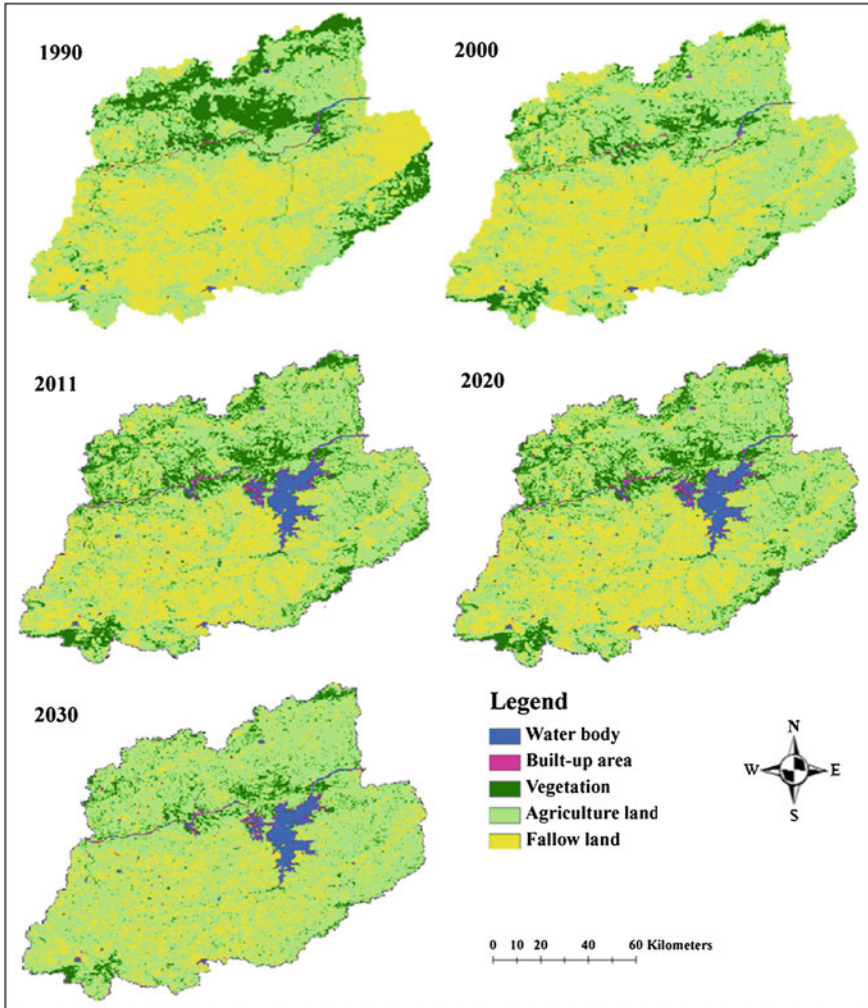 1990
2000
2011
2020
2030
Legend
Water body
Built-up area
Vegetation
Agriculture land
Fallow land
N
W E
S
0 10 20 40 60 Kilometers